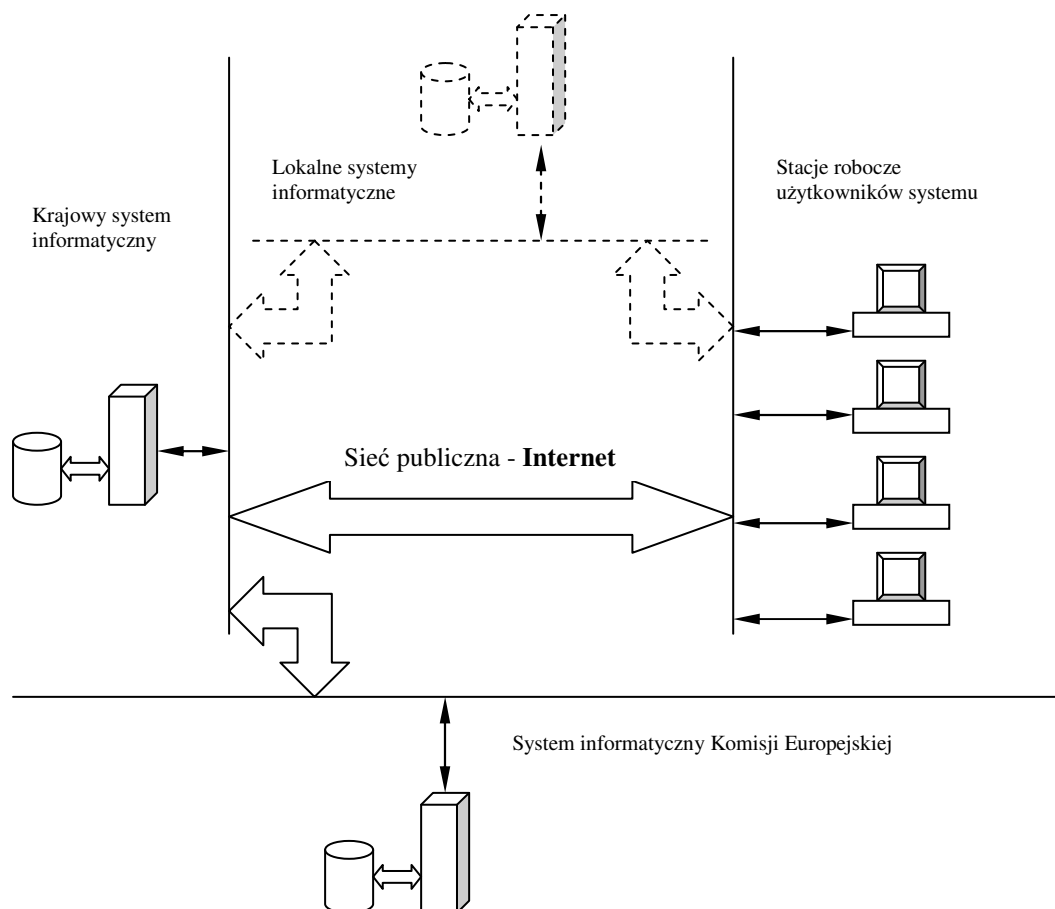 Lokalne systemy
informatyczne
Stacje robocze
użytkowników systemu
Krajowy system
informatyczny
Sieć publiczna - Internet
System informatyczny Komisji Europejskiej